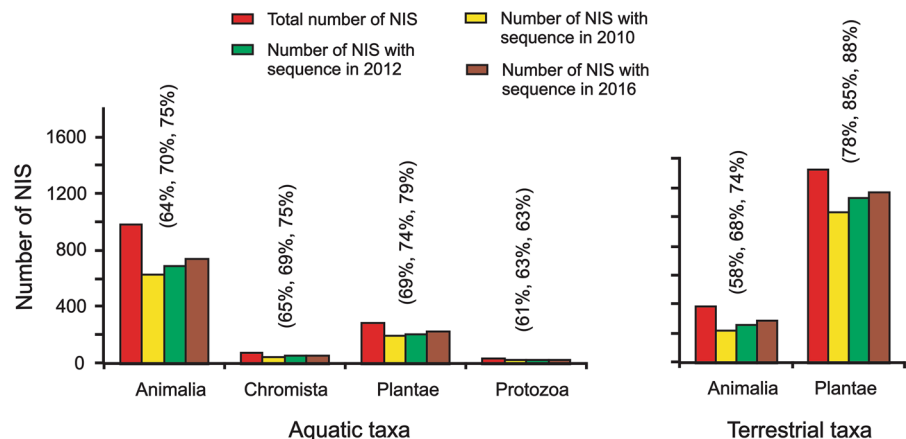 Total number of NIS
Number of NIS with
sequence in 2010
Number of NIS with
sequence in 2012
Number of NIS with
sequence in 2016
Number of NIS
1600
1200
800
400
0
(64%, 70%, 75%)
(65%, 69%, 75%)
(69%, 74%, 79%)
(61%, 63%, 63%)
(58%, 68%, 74%)
(78%, 85%, 88%)
Animalia
Chromista
Plantae
Protozoa
Animalia
Plantae
Aquatic taxa
Terrestrial taxa